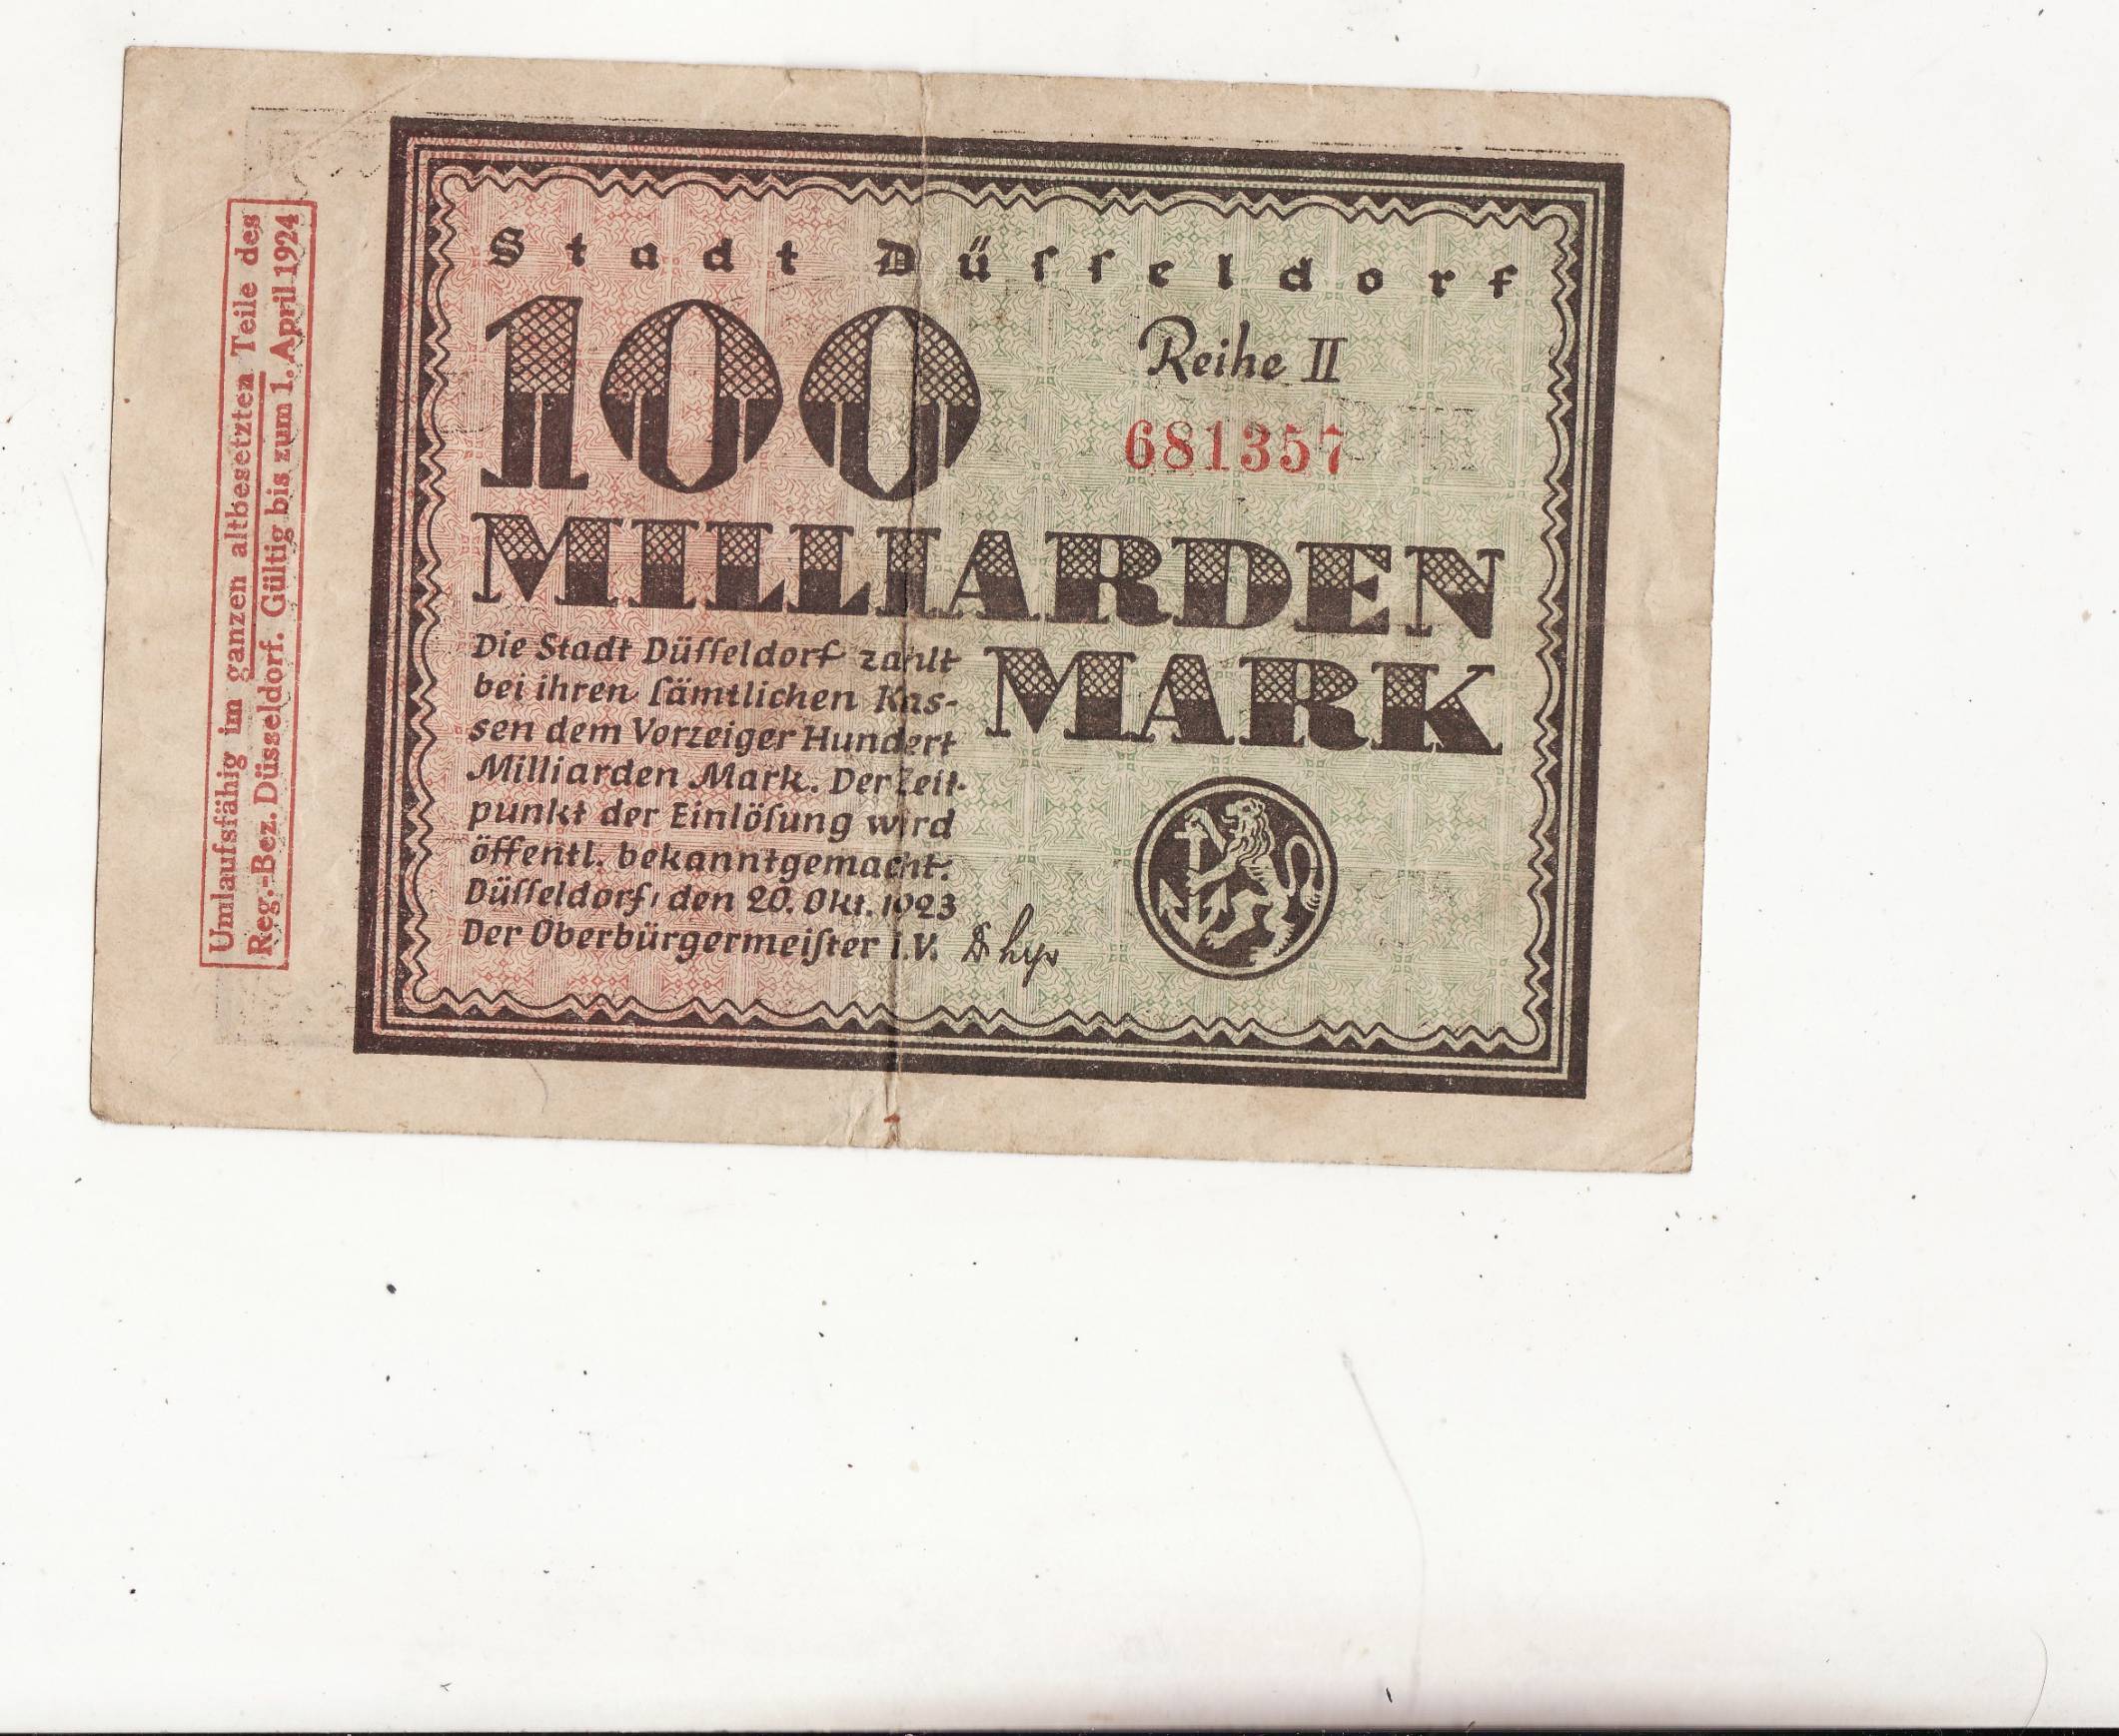 Stadt Düſſeldorf
100
Reihe II
681357
MILLIARDEN
MARK
Die Stadt Düſſeldorf zahlt
bei ihren ſämtlichen Kas-
sen dem Vorzeiger Hundert
Milliarden Mark. Der Zeit-
punkt der Einlöſung wird
öffentl. bekanntgemacht.
Düſſeldorf, den 20. Okt. 1923
Der Oberbürgermeiſter i.V.
Umlaufsfähig im ganzen altbesetzten Teile des
Reg.-Bez. Düsseldorf. Gültig bis zum 1. April 1924